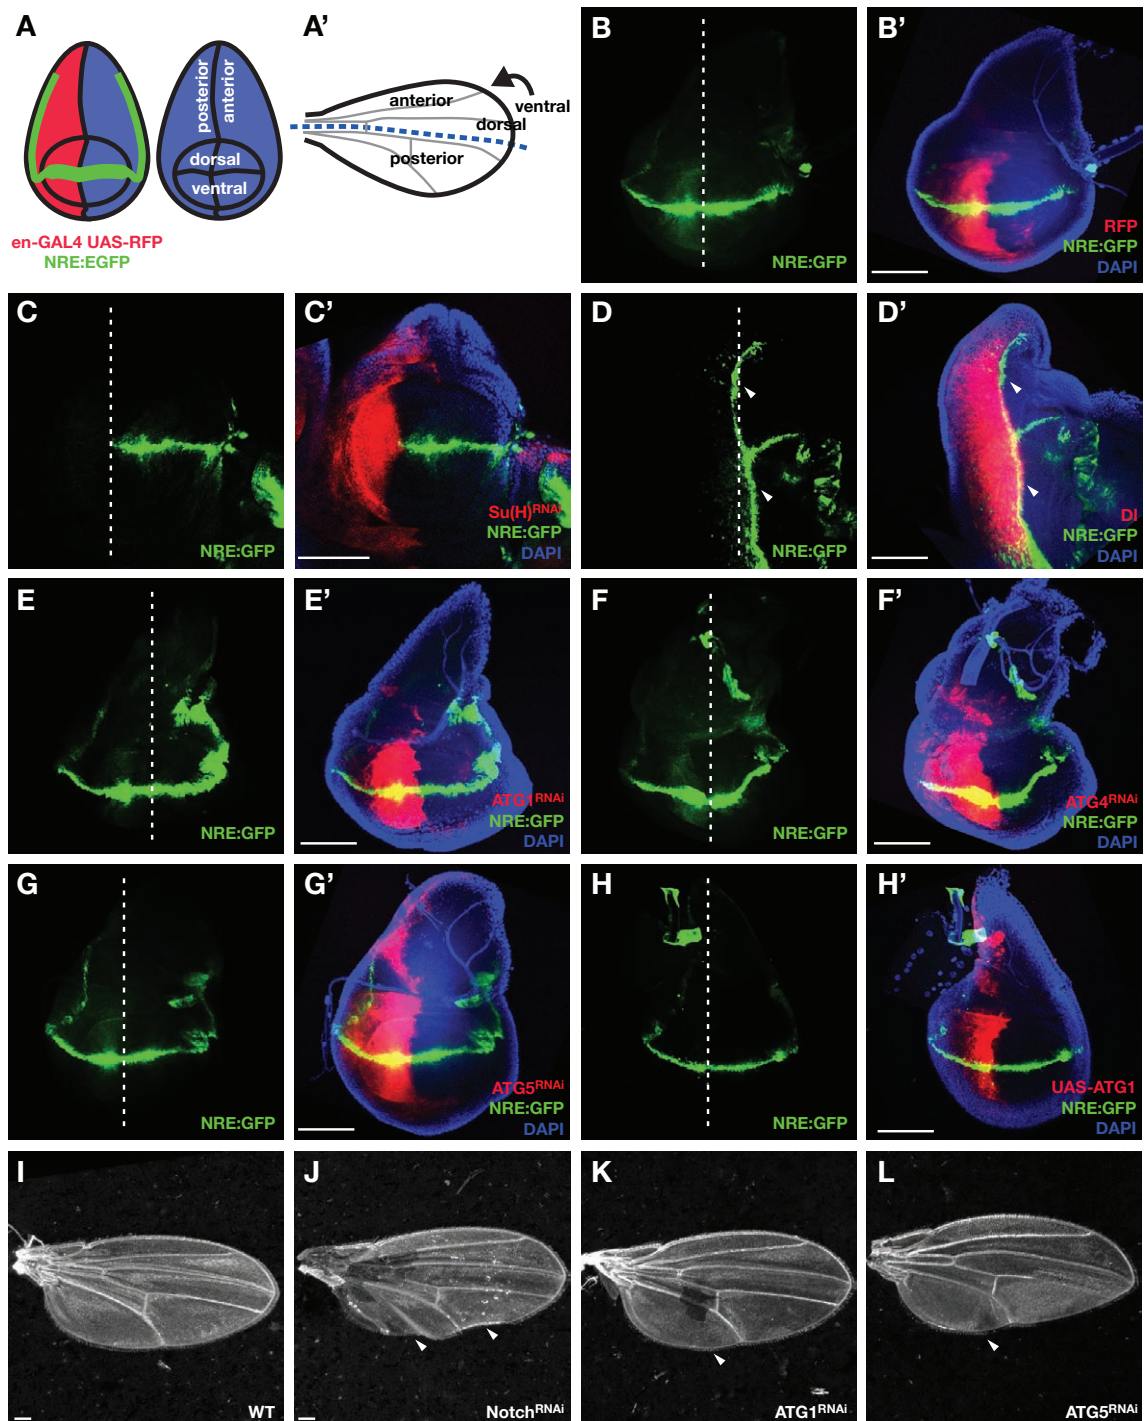 A
posterior
anterior
dorsal
ventral
en-GAL4 UAS-RFP
NRE:EGFP
A’
anterior
ventral
dorsal
posterior
B
NRE:GFP
B’
RFP
NRE:GFP
DAPI
C
NRE:GFP
C’
Su(H)RNAi
NRE:GFP
DAPI
D
NRE:GFP
D’
Dl
NRE:GFP
DAPI
E
NRE:GFP
E’
ATG1RNAi
NRE:GFP
DAPI
F
NRE:GFP
F’
ATG4RNAi
NRE:GFP
DAPI
G
NRE:GFP
G’
ATG5RNAi
NRE:GFP
DAPI
H
NRE:GFP
H’
UAS-ATG1
NRE:GFP
DAPI
I
WT
J
NotchRNAi
K
ATG1RNAi
L
ATG5RNAi